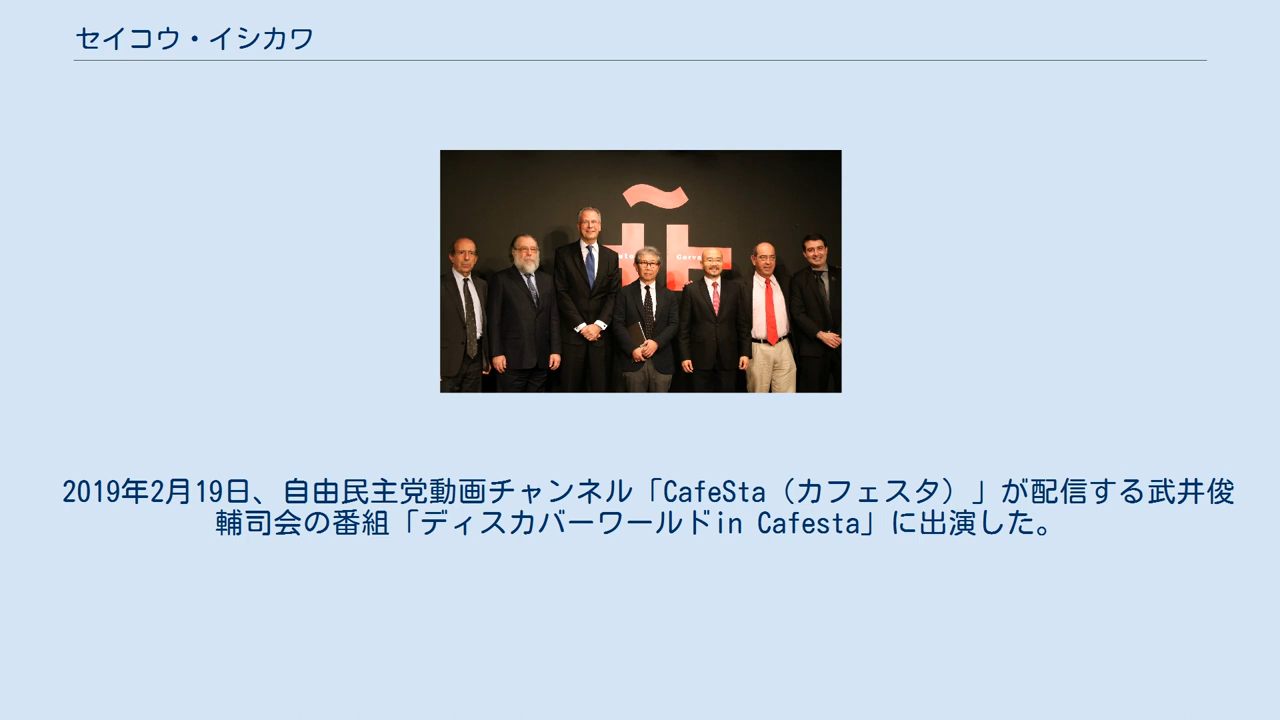 セイコウ・イシカワ
2019年2月19日、自由民主党動画チャンネル「CafeSta（カフェスタ）」が配信する武井俊
輔司会の番組「ディスカバーワールドin Cafesta」に出演した。